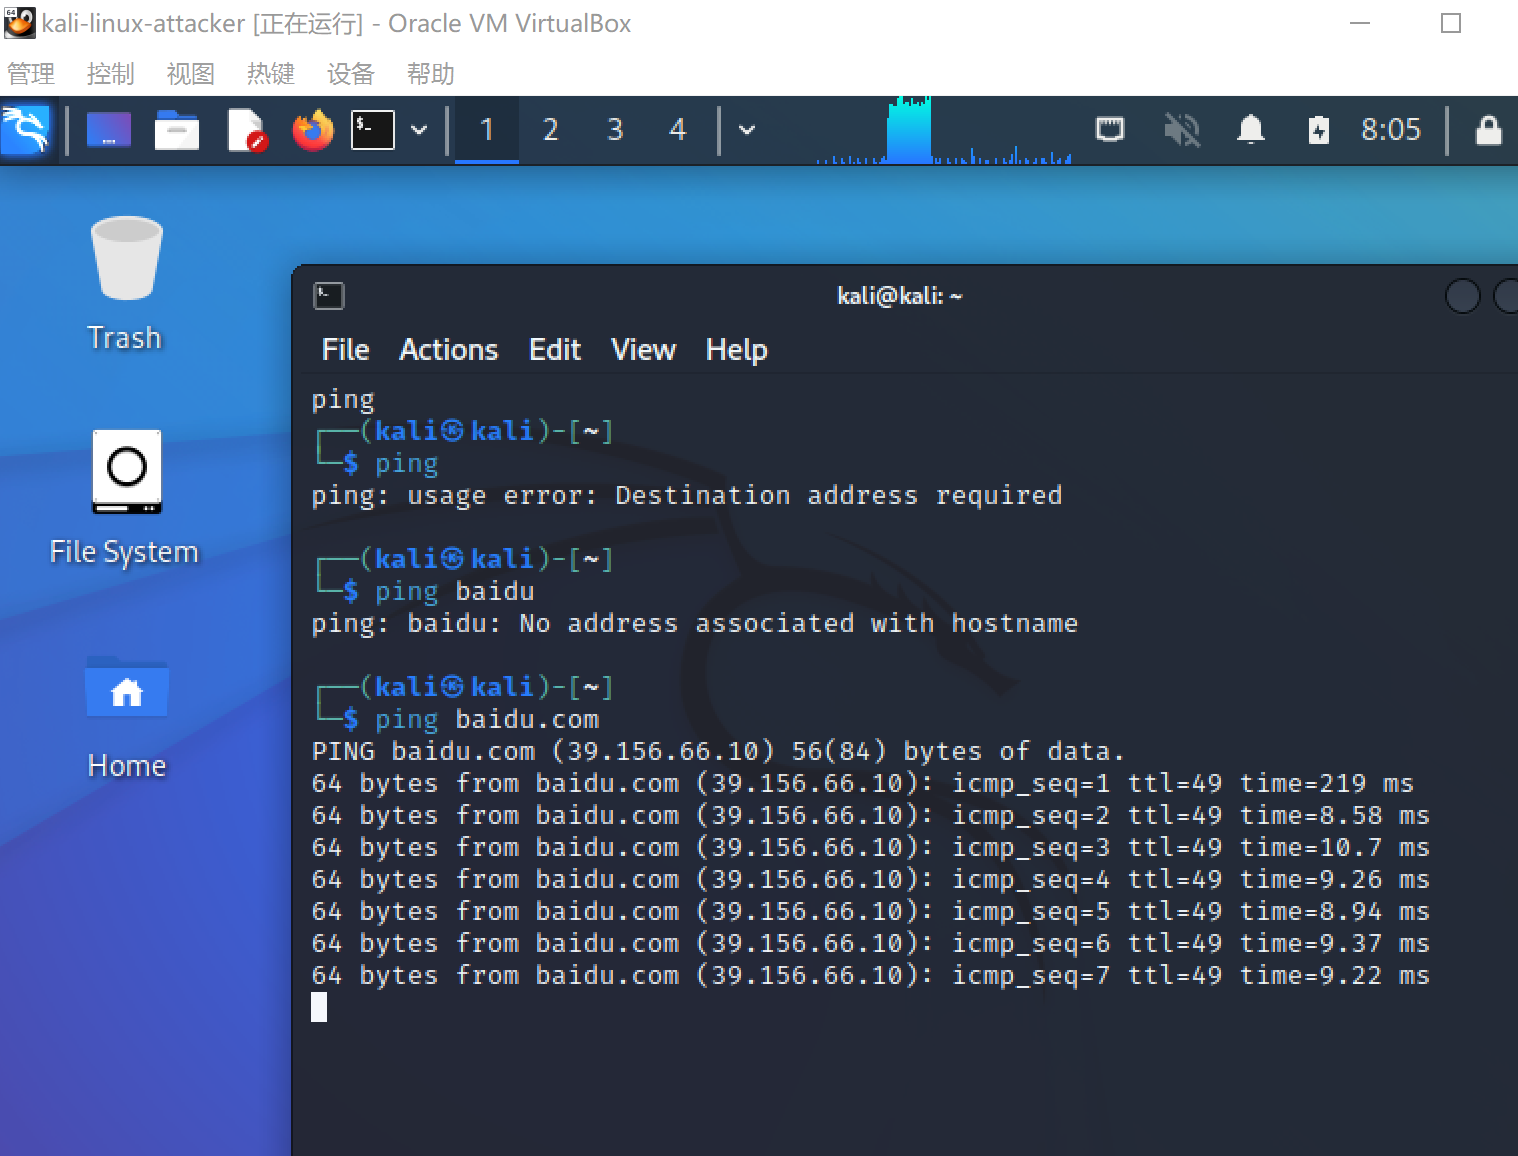 kali-linux-attacker [正在运行] - Oracle VM VirtualBox
管理 控制 视图 热键 设备 帮助
1 2 3 4 8:05
Trash
File System
Home
kali@kali: ~
File Actions Edit View Help
ping
┌──(kali㉿kali)-[~]
└─$ ping
ping: usage error: Destination address required
┌──(kali㉿kali)-[~]
└─$ ping baidu
ping: baidu: No address associated with hostname
┌──(kali㉿kali)-[~]
└─$ ping baidu.com
PING baidu.com (39.156.66.10) 56(84) bytes of data.
64 bytes from baidu.com (39.156.66.10): icmp_seq=1 ttl=49 time=219 ms
64 bytes from baidu.com (39.156.66.10): icmp_seq=2 ttl=49 time=8.58 ms
64 bytes from baidu.com (39.156.66.10): icmp_seq=3 ttl=49 time=10.7 ms
64 bytes from baidu.com (39.156.66.10): icmp_seq=4 ttl=49 time=9.26 ms
64 bytes from baidu.com (39.156.66.10): icmp_seq=5 ttl=49 time=8.94 ms
64 bytes from baidu.com (39.156.66.10): icmp_seq=6 ttl=49 time=9.37 ms
64 bytes from baidu.com (39.156.66.10): icmp_seq=7 ttl=49 time=9.22 ms